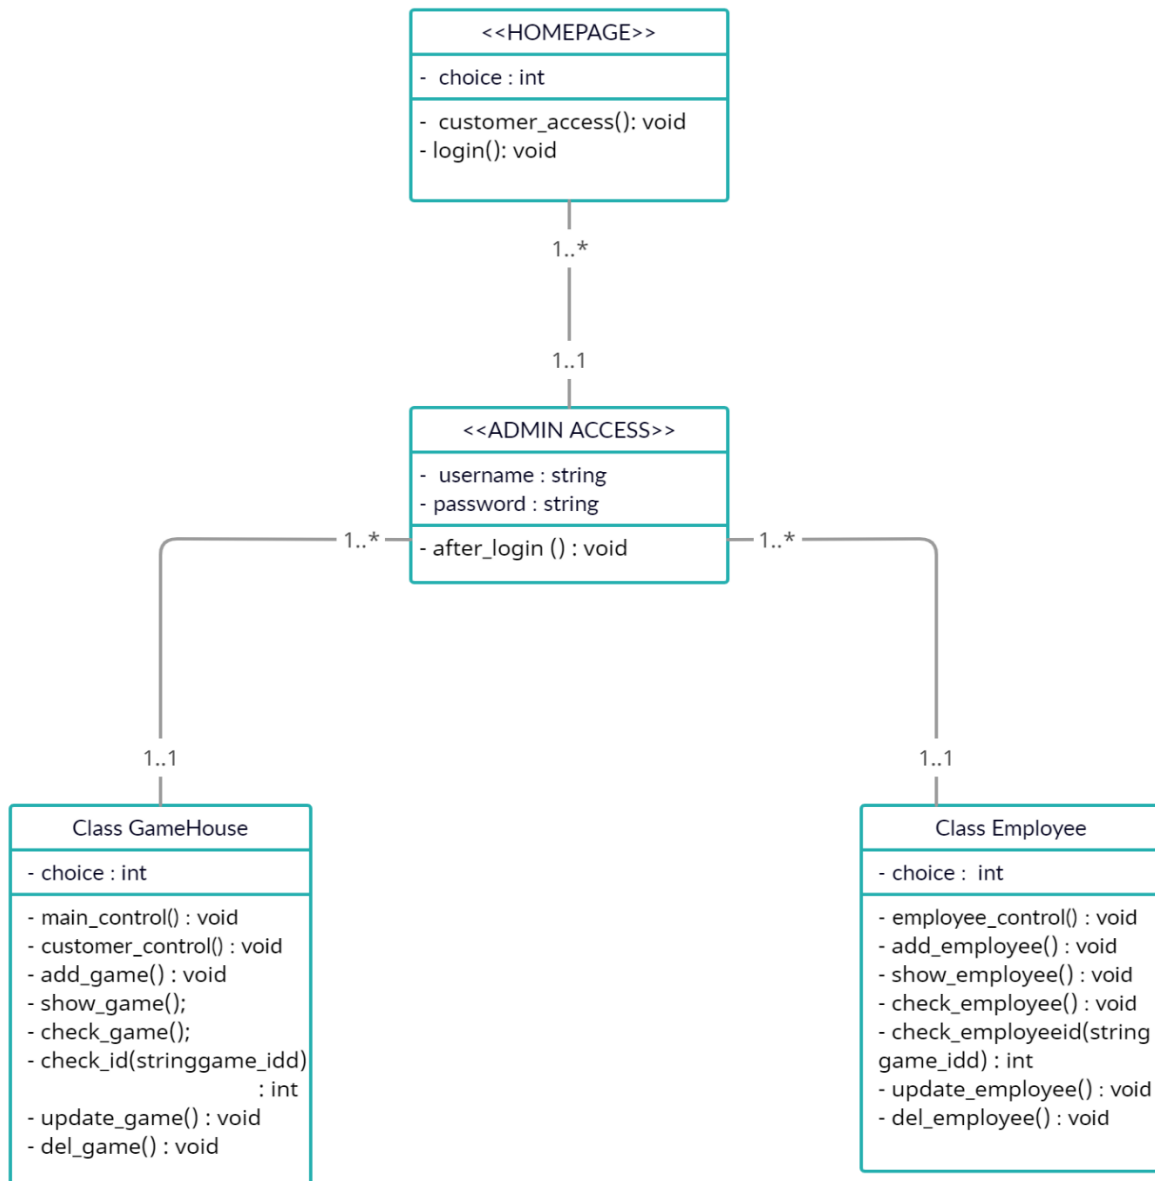 <<HOMEPAGE>>
-  choice : int
-  customer_access(): void
- login(): void
1..*
1..1
<<ADMIN ACCESS>>
-  username : string
- password : string
- after_login () : void
1..*
1..*
1..1
1..1
Class GameHouse
- choice : int
- main_control() : void
- customer_control() : void
- add_game() : void
- show_game();
- check_game();
- check_id(stringgame_idd)
: int
- update_game() : void
- del_game() : void
Class Employee
- choice :  int
- employee_control() : void
- add_employee() : void
- show_employee() : void
- check_employee() : void
- check_employeeid(string
game_idd) : int
- update_employee() : void
- del_employee() : void